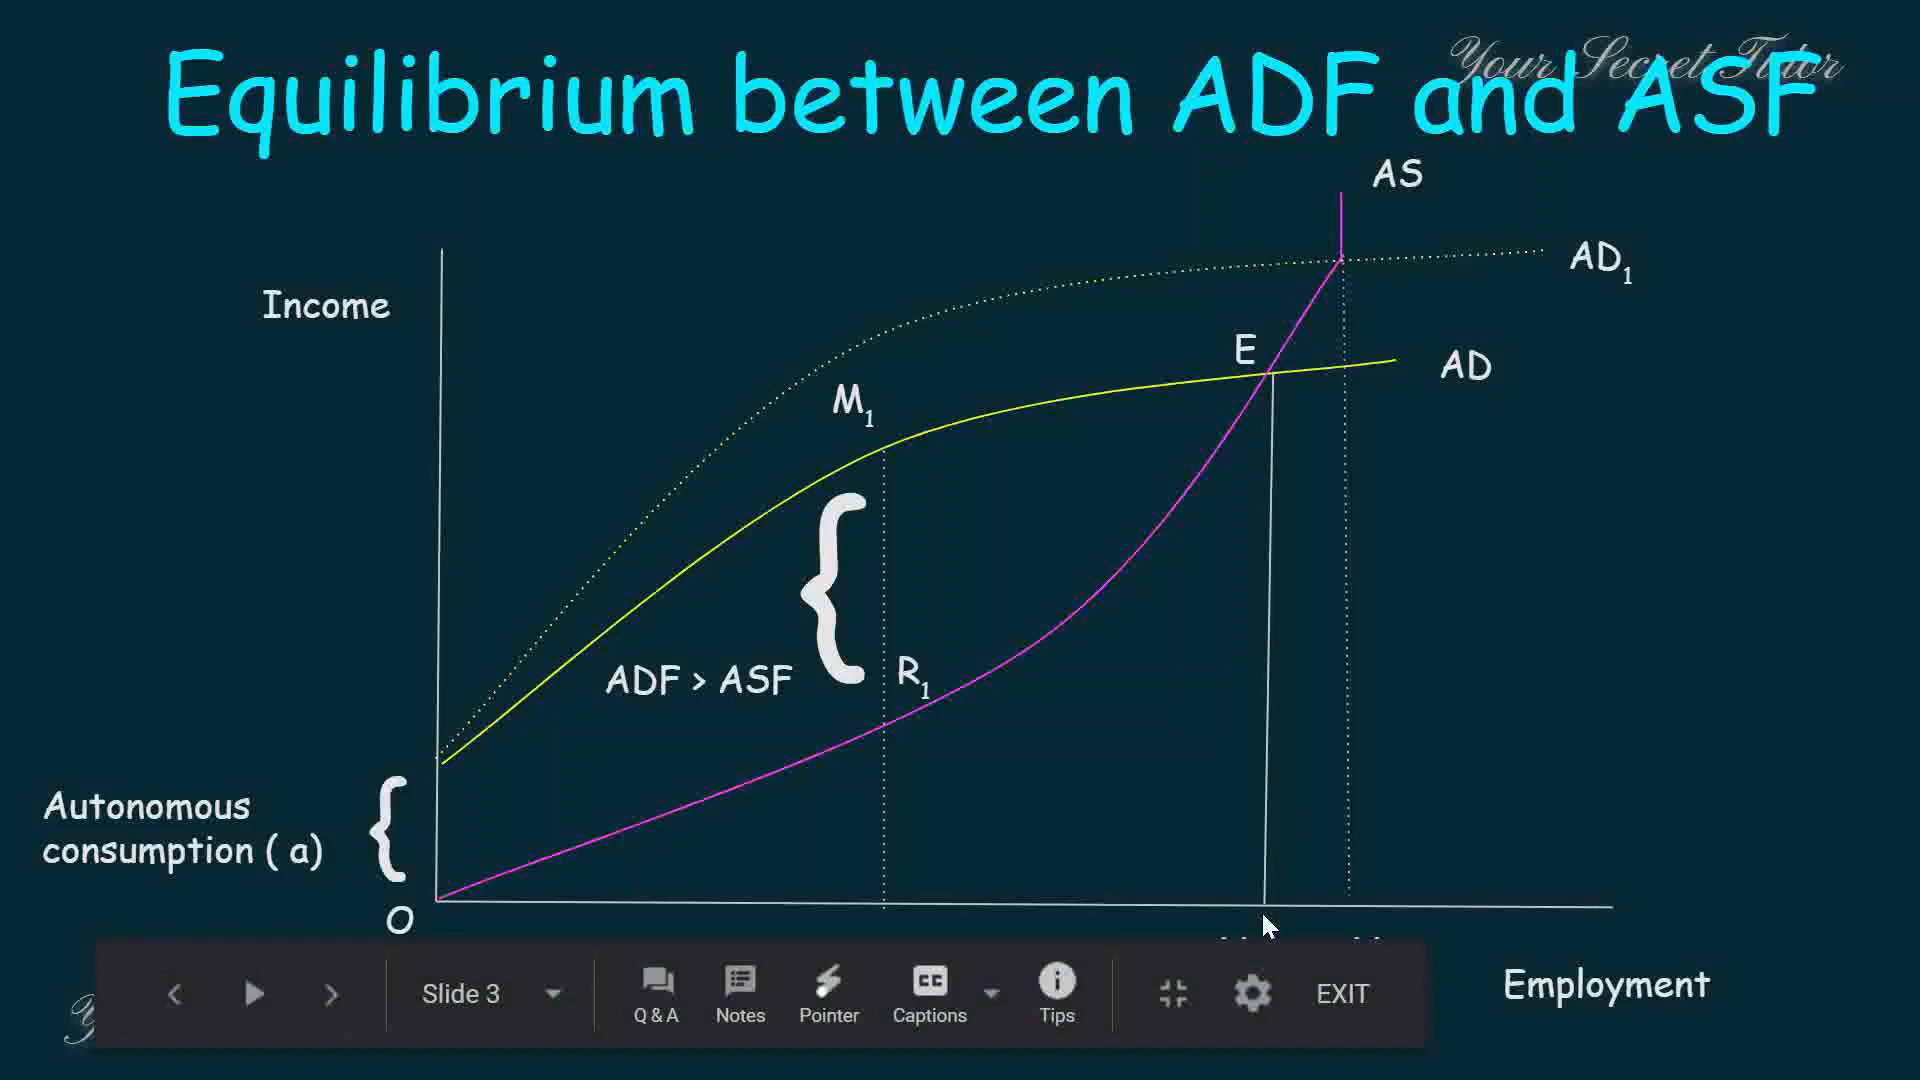 Your Secret Tutor
Equilibrium between ADF and ASF
AS
AD1
Income
E
AD
M1
ADF > ASF
R1
{
{
Autonomous
consumption ( a)
O
Employment
Slide 3
Q & A
Notes
Pointer
CC
Captions
Tips
EXIT